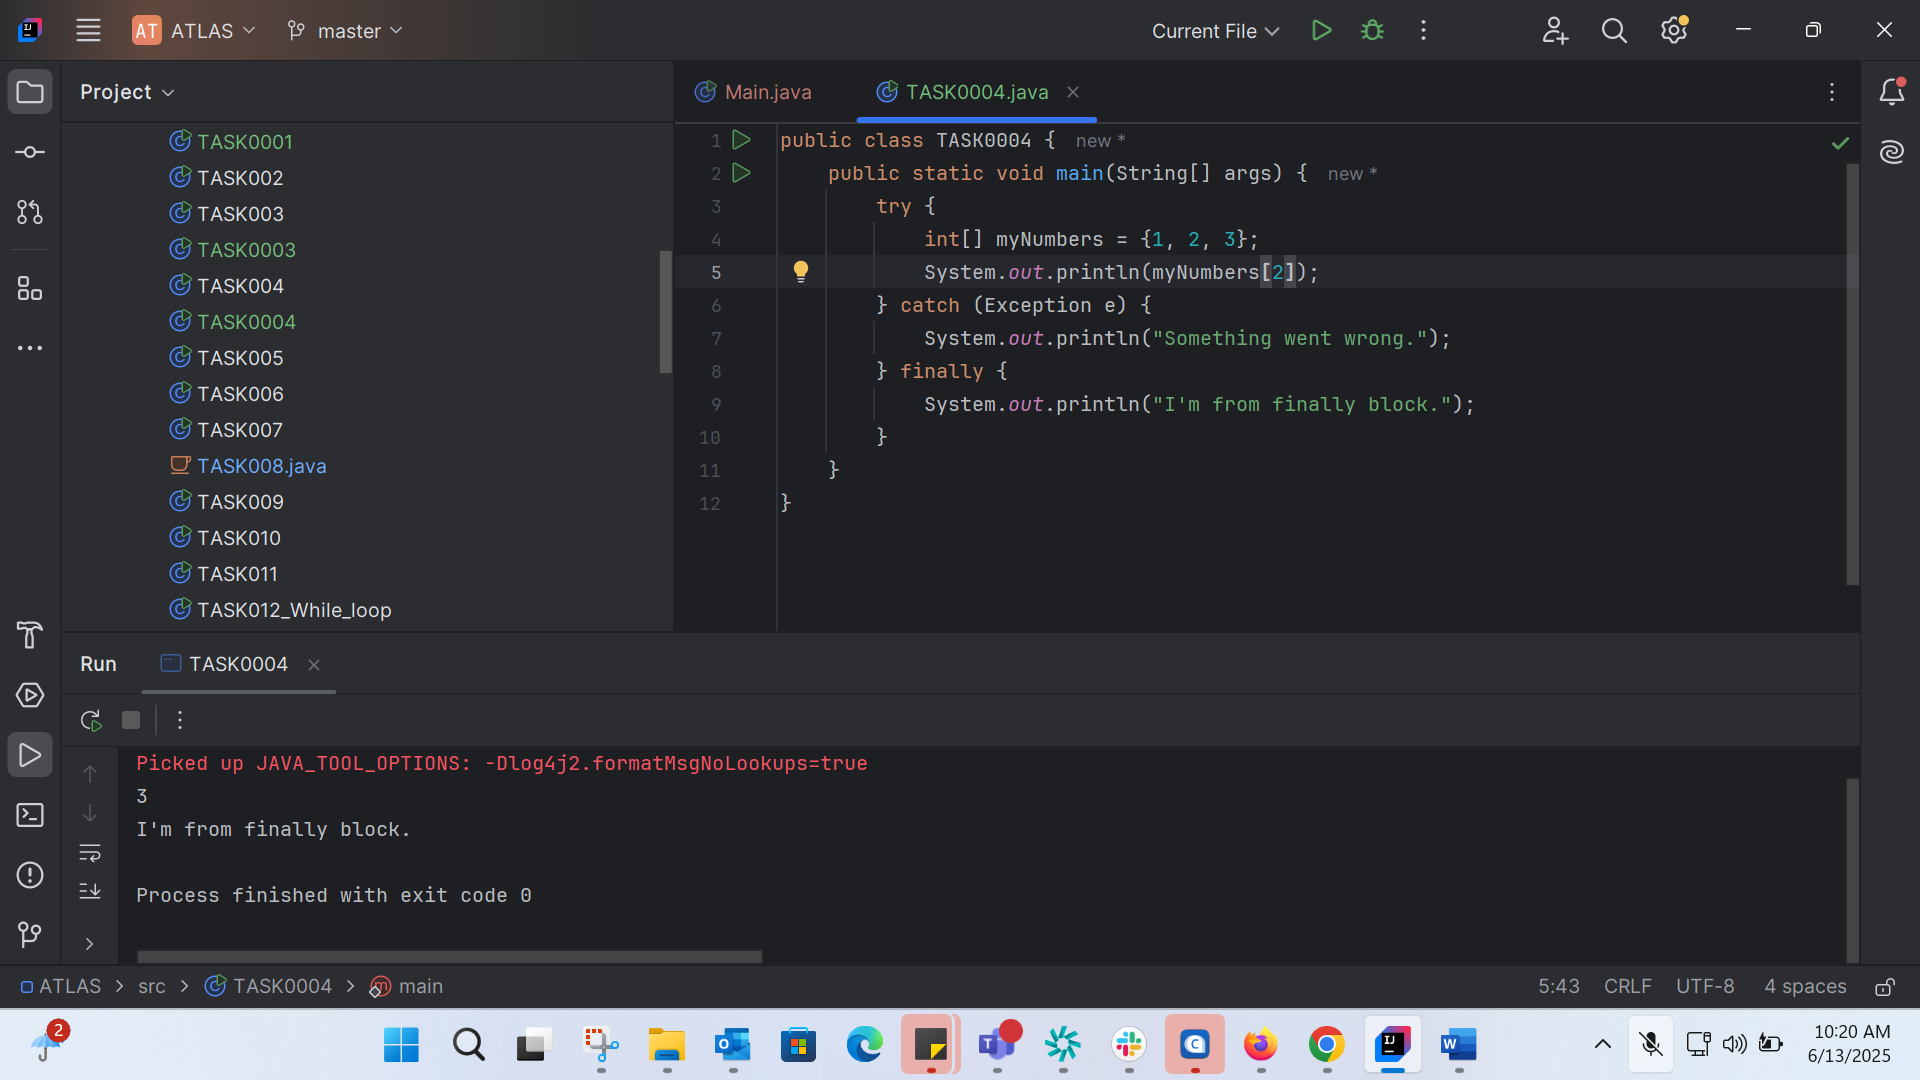 AT ATLAS master Current File
Project
Main.java TASK0004.java
TASK0001
TASK002
TASK003
TASK0003
TASK004
TASK0004
TASK005
TASK006
TASK007
TASK008.java
TASK009
TASK010
TASK011
TASK012_While_loop
1 public class TASK0004 { new *
2 public static void main(String[] args) { new *
3 try {
4 int[] myNumbers = {1, 2, 3};
5 System.out.println(myNumbers[2]);
6 } catch (Exception e) {
7 System.out.println("Something went wrong.");
8 } finally {
9 System.out.println("I'm from finally block.");
10 }
11 }
12 }
Run TASK0004
Picked up JAVA_TOOL_OPTIONS: -Dlog4j2.formatMsgNoLookups=true
3
I'm from finally block.
Process finished with exit code 0
ATLAS > src > TASK0004 > main 5:43 CRLF UTF-8 4 spaces
2
10:20 AM
6/13/2025